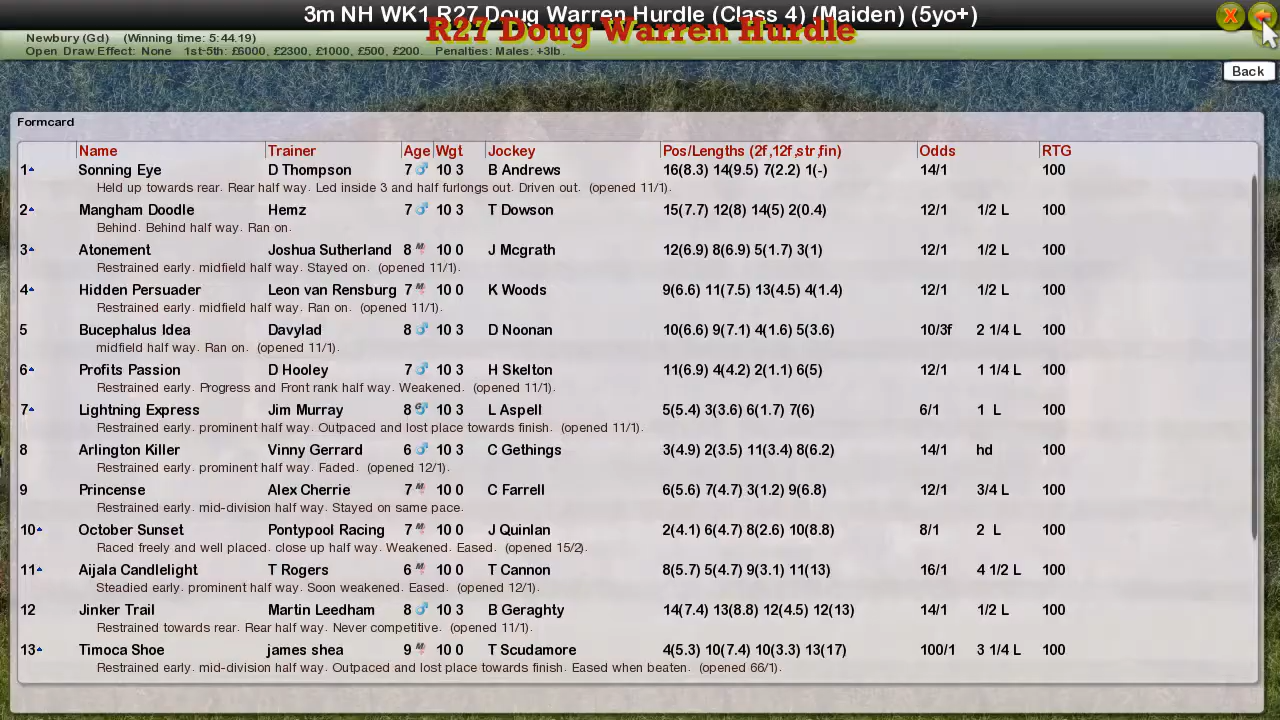 3m NH WK1 R27 Doug Warren Hurdle (Class 4) (Maiden) (5yo+)
R27 Doug Warren Hurdle
Newbury (Gd) (Winning time: 5:44.19)
Open Draw Effect: None 1st-5th: £6000, £2300, £1000, £500, £200. Penalties: Males: +3lb.
Back
Formcard
Name Trainer Age Wgt Jockey Pos/Lengths (2f,12f,str,fin) Odds RTG
1 Sonning Eye D Thompson 7 10 3 B Andrews 16(8.3) 14(9.5) 7(2.2) 1(-) 14/1 100
Held up towards rear. Rear half way. Led inside 3 and half furlongs out. Driven out. (opened 11/1).
2 Mangham Doodle Hemz 7 10 3 T Dowson 15(7.7) 12(8) 14(5) 2(0.4) 12/1 1/2 L 100
Behind. Behind half way. Ran on.
3 Atonement Joshua Sutherland 8 10 0 J Mcgrath 12(6.9) 8(6.9) 5(1.7) 3(1) 12/1 1/2 L 100
Restrained early. midfield half way. Stayed on. (opened 11/1).
4 Hidden Persuader Leon van Rensburg 7 10 0 K Woods 9(6.6) 11(7.5) 13(4.5) 4(1.4) 12/1 1/2 L 100
Restrained early. midfield half way. Ran on. (opened 11/1).
5 Bucephalus Idea Davylad 8 10 3 D Noonan 10(6.6) 9(7.1) 4(1.6) 5(3.6) 10/3f 2 1/4 L 100
midfield half way. Ran on. (opened 11/1).
6 Profits Passion D Hooley 7 10 3 H Skelton 11(6.9) 4(4.2) 2(1.1) 6(5) 12/1 1 1/4 L 100
Restrained early. Progress and Front rank half way. Weakened. (opened 11/1).
7 Lightning Express Jim Murray 8 10 3 L Aspell 5(5.4) 3(3.6) 6(1.7) 7(6) 6/1 1 L 100
Restrained early. prominent half way. Outpaced and lost place towards finish. (opened 11/1).
8 Arlington Killer Vinny Gerrard 6 10 3 C Gethings 3(4.9) 2(3.5) 11(3.4) 8(6.2) 14/1 hd 100
Restrained early. prominent half way. Faded. (opened 12/1).
9 Princense Alex Cherrie 7 10 0 C Farrell 6(5.6) 7(4.7) 3(1.2) 9(6.8) 12/1 3/4 L 100
Restrained early. mid-division half way. Stayed on same pace.
10 October Sunset Pontypool Racing 7 10 0 J Quinlan 2(4.1) 6(4.7) 8(2.6) 10(8.8) 8/1 2 L 100
Raced freely and well placed. close up half way. Weakened. Eased. (opened 15/2).
11 Aijala Candlelight T Rogers 6 10 0 T Cannon 8(5.7) 5(4.7) 9(3.1) 11(13) 16/1 4 1/2 L 100
Steadied early. prominent half way. Soon weakened. Eased. (opened 12/1).
12 Jinker Trail Martin Leedham 8 10 3 B Geraghty 14(7.4) 13(8.8) 12(4.5) 12(13) 14/1 1/2 L 100
Restrained towards rear. Rear half way. Never competitive. (opened 11/1).
13 Timoca Shoe james shea 9 10 0 T Scudamore 4(5.3) 10(7.4) 10(3.3) 13(17) 100/1 3 1/4 L 100
Restrained early. mid-division half way. Outpaced and lost place towards finish. Eased when beaten. (opened 66/1).